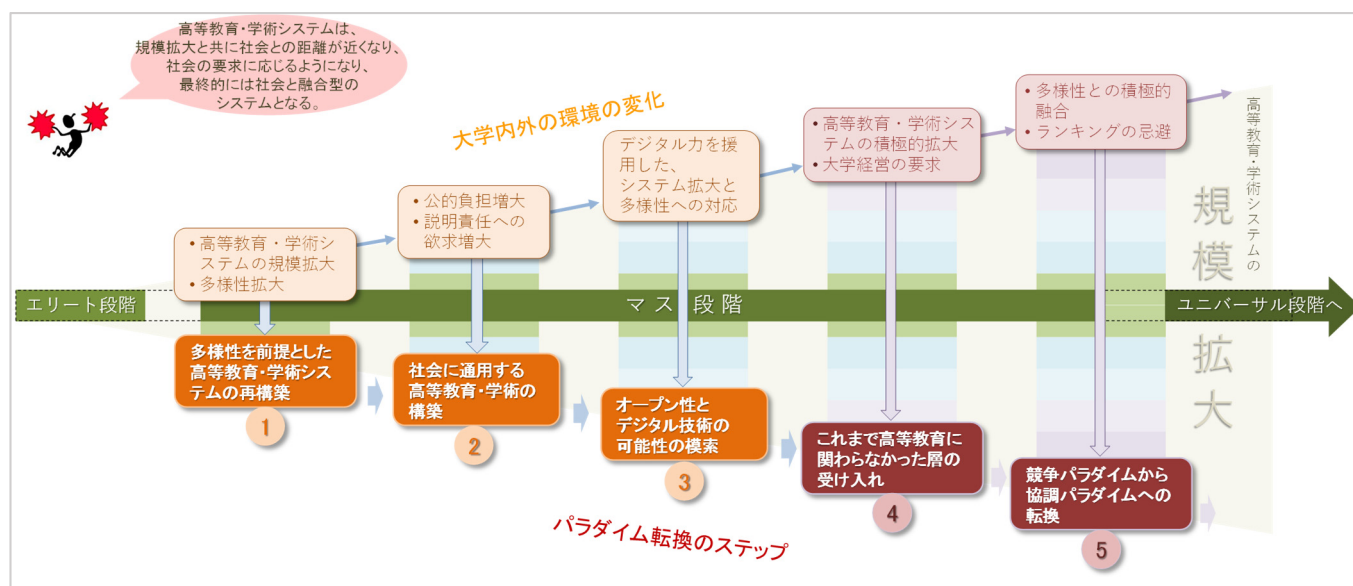 高等教育・学術システムは、
規模拡大と共に社会との距離が近くなり、
社会の要求に応じるようになり、
最終的には社会と融合型の
システムとなる。
大学内外の環境の変化
• 高等教育・学術シス
テムの規模拡大
• 多様性拡大
• 公的負担増大
• 説明責任への
欲求増大
デジタル力を援
用した、
システム拡大と
多様性への対応
• 高等教育・学術シス
テムの積極的拡大
• 大学経営の要求
• 多様性との積極的
融合
• ランキングの忌避
高等教育・学術システムの
規模拡大
エリート段階
マス段階
ユニバーサル段階へ
多様性を前提とした
高等教育・学術シス
テムの再構築
1
社会に通用する
高等教育・学術の
構築
2
オープン性と
デジタル技術の
可能性の模索
3
これまで高等教育に
関わらなかった層の
受け入れ
4
競争パラダイムから
協調パラダイムへの
転換
5
パラダイム転換のステップ